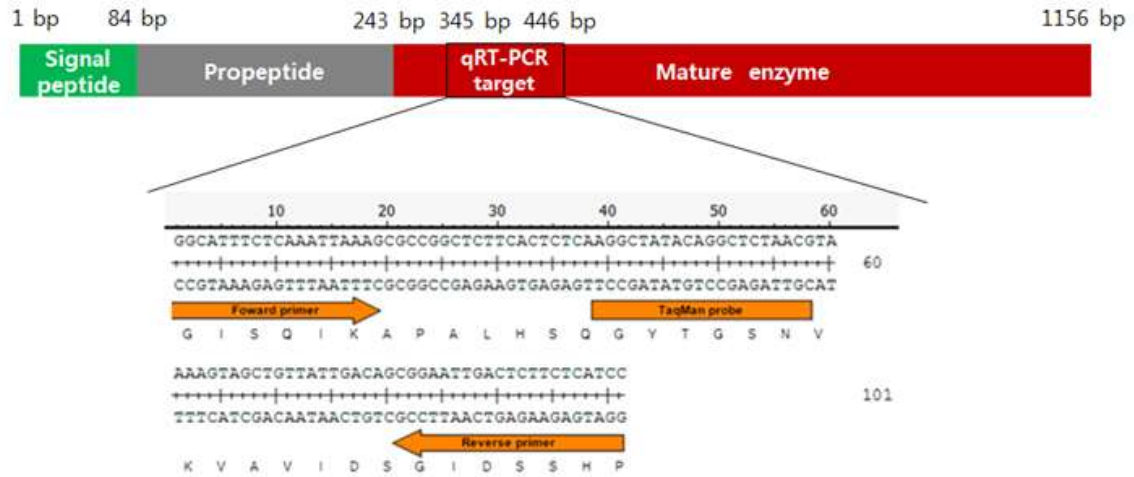 1 bp 84 bp 243 bp 345 bp 446 bp 1156 bp
Signal peptide Propeptide qRT-PCR target Mature enzyme
10 20 30 40 50 60
GGCATTTCTCAAATTAAAGCGCCGGCTCTTCACTCTCAAGGCTATACAGGCTCTAACGTA
60
CCGTAAAGAGTTTAATTTCGCGGCCGAGAAGTGAGAGTTCCGATATGTCCGAGATTGCAT
Foward primer TaqMan probe
G I S Q I K A P A L H S Q G Y T G S N V
AAAGTAGCTGTTATTGACAGCGGAATTGACTCTTCTCATCC
101
TTTCATCGACAATAACTGTCGCCTTAACTGAGAAGAGTAGG
Reverse primer
K V A V I D S G I D S S H P